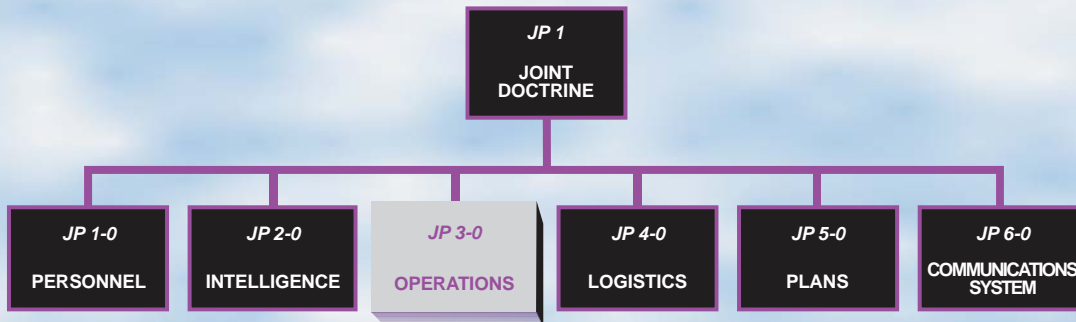 JP 1
JOINT
DOCTRINE
JP 1-0
PERSONNEL
JP 2-0
INTELLIGENCE
JP 3-0
OPERATIONS
JP 4-0
LOGISTICS
JP 5-0
PLANS
JP 6-0
COMMUNICATIONS
SYSTEM